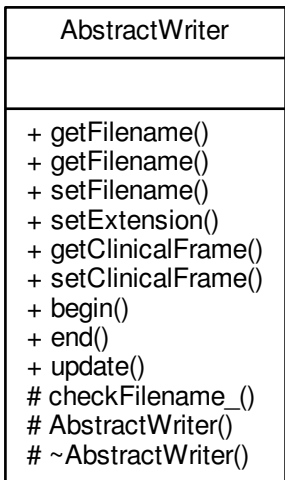 AbstractWriter
+ getFilename()
+ getFilename()
+ setFilename()
+ setExtension()
+ getClinicalFrame()
+ setClinicalFrame()
+ begin()
+ end()
+ update()
# checkFilename_()
# AbstractWriter()
# ~AbstractWriter()